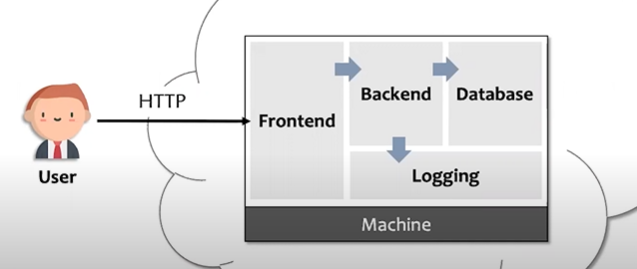 HTTP
User
Frontend
Backend
Database
Logging
Machine